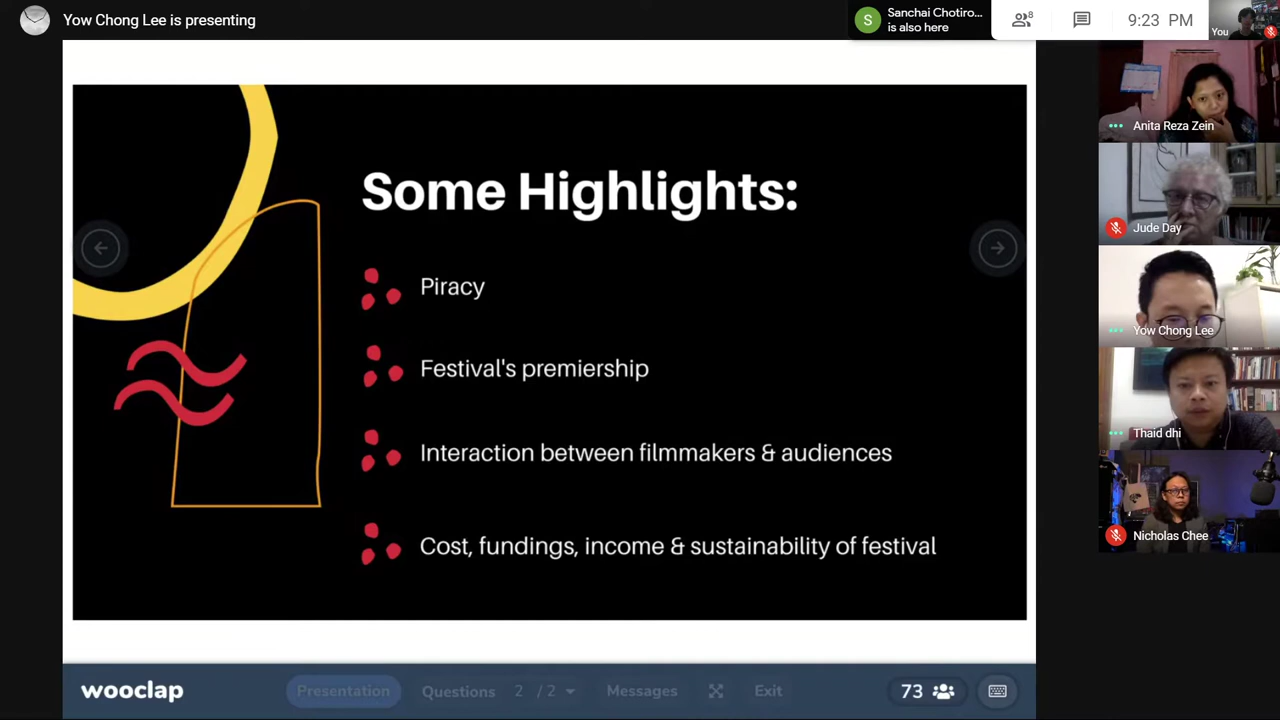 Yow Chong Lee is presenting
S
Sanchai Chotiro...
is also here
8
9:23 PM
You
Some Highlights:
Piracy
Festival's premiership
Interaction between filmmakers & audiences
Cost, fundings, income & sustainability of festival
Anita Reza Zein
Jude Day
Yow Chong Lee
Thaid dhi
Nicholas Chee
wooclap
Presentation
Questions 2 / 2
Messages
Exit
73